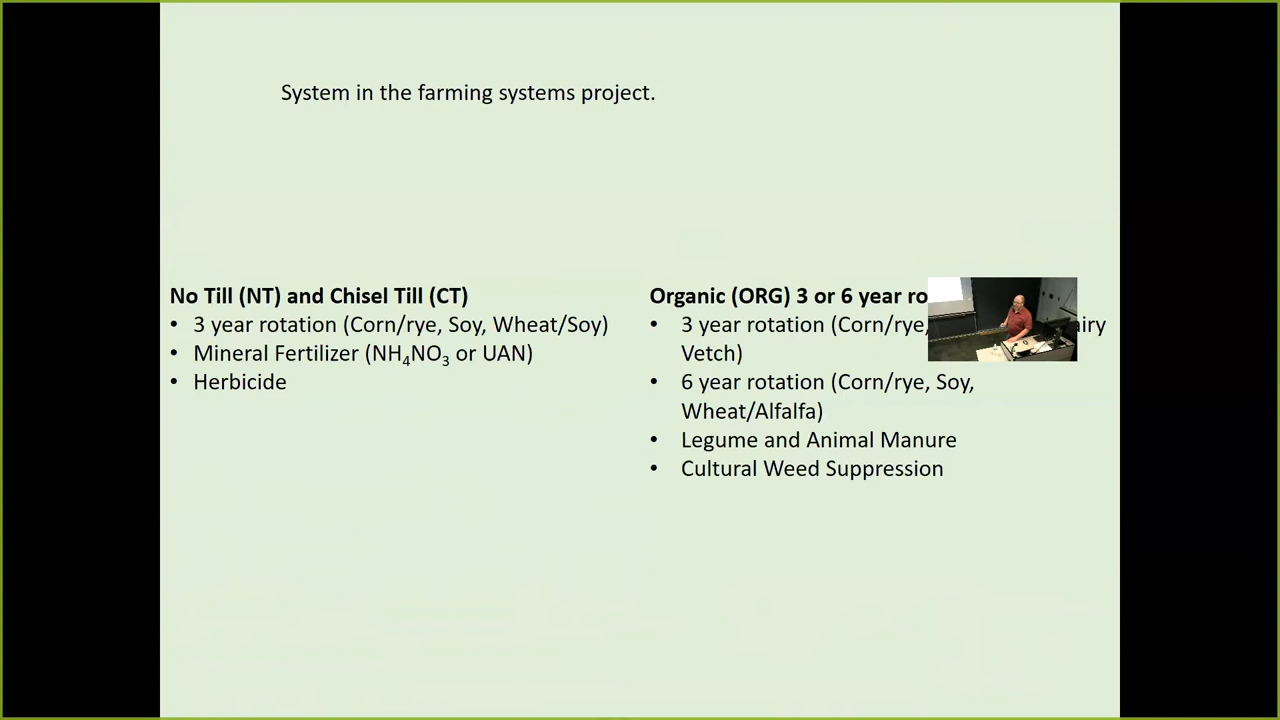 System in the farming systems project.
No Till (NT) and Chisel Till (CT)
• 3 year rotation (Corn/rye, Soy, Wheat/Soy)
• Mineral Fertilizer (NH₄NO₃ or UAN)
• Herbicide
Organic (ORG) 3 or 6 year
• 3 year rotation (Corn/rye,
Vetch)
• 6 year rotation (Corn/rye, Soy,
Wheat/Alfalfa)
• Legume and Animal Manure
• Cultural Weed Suppression